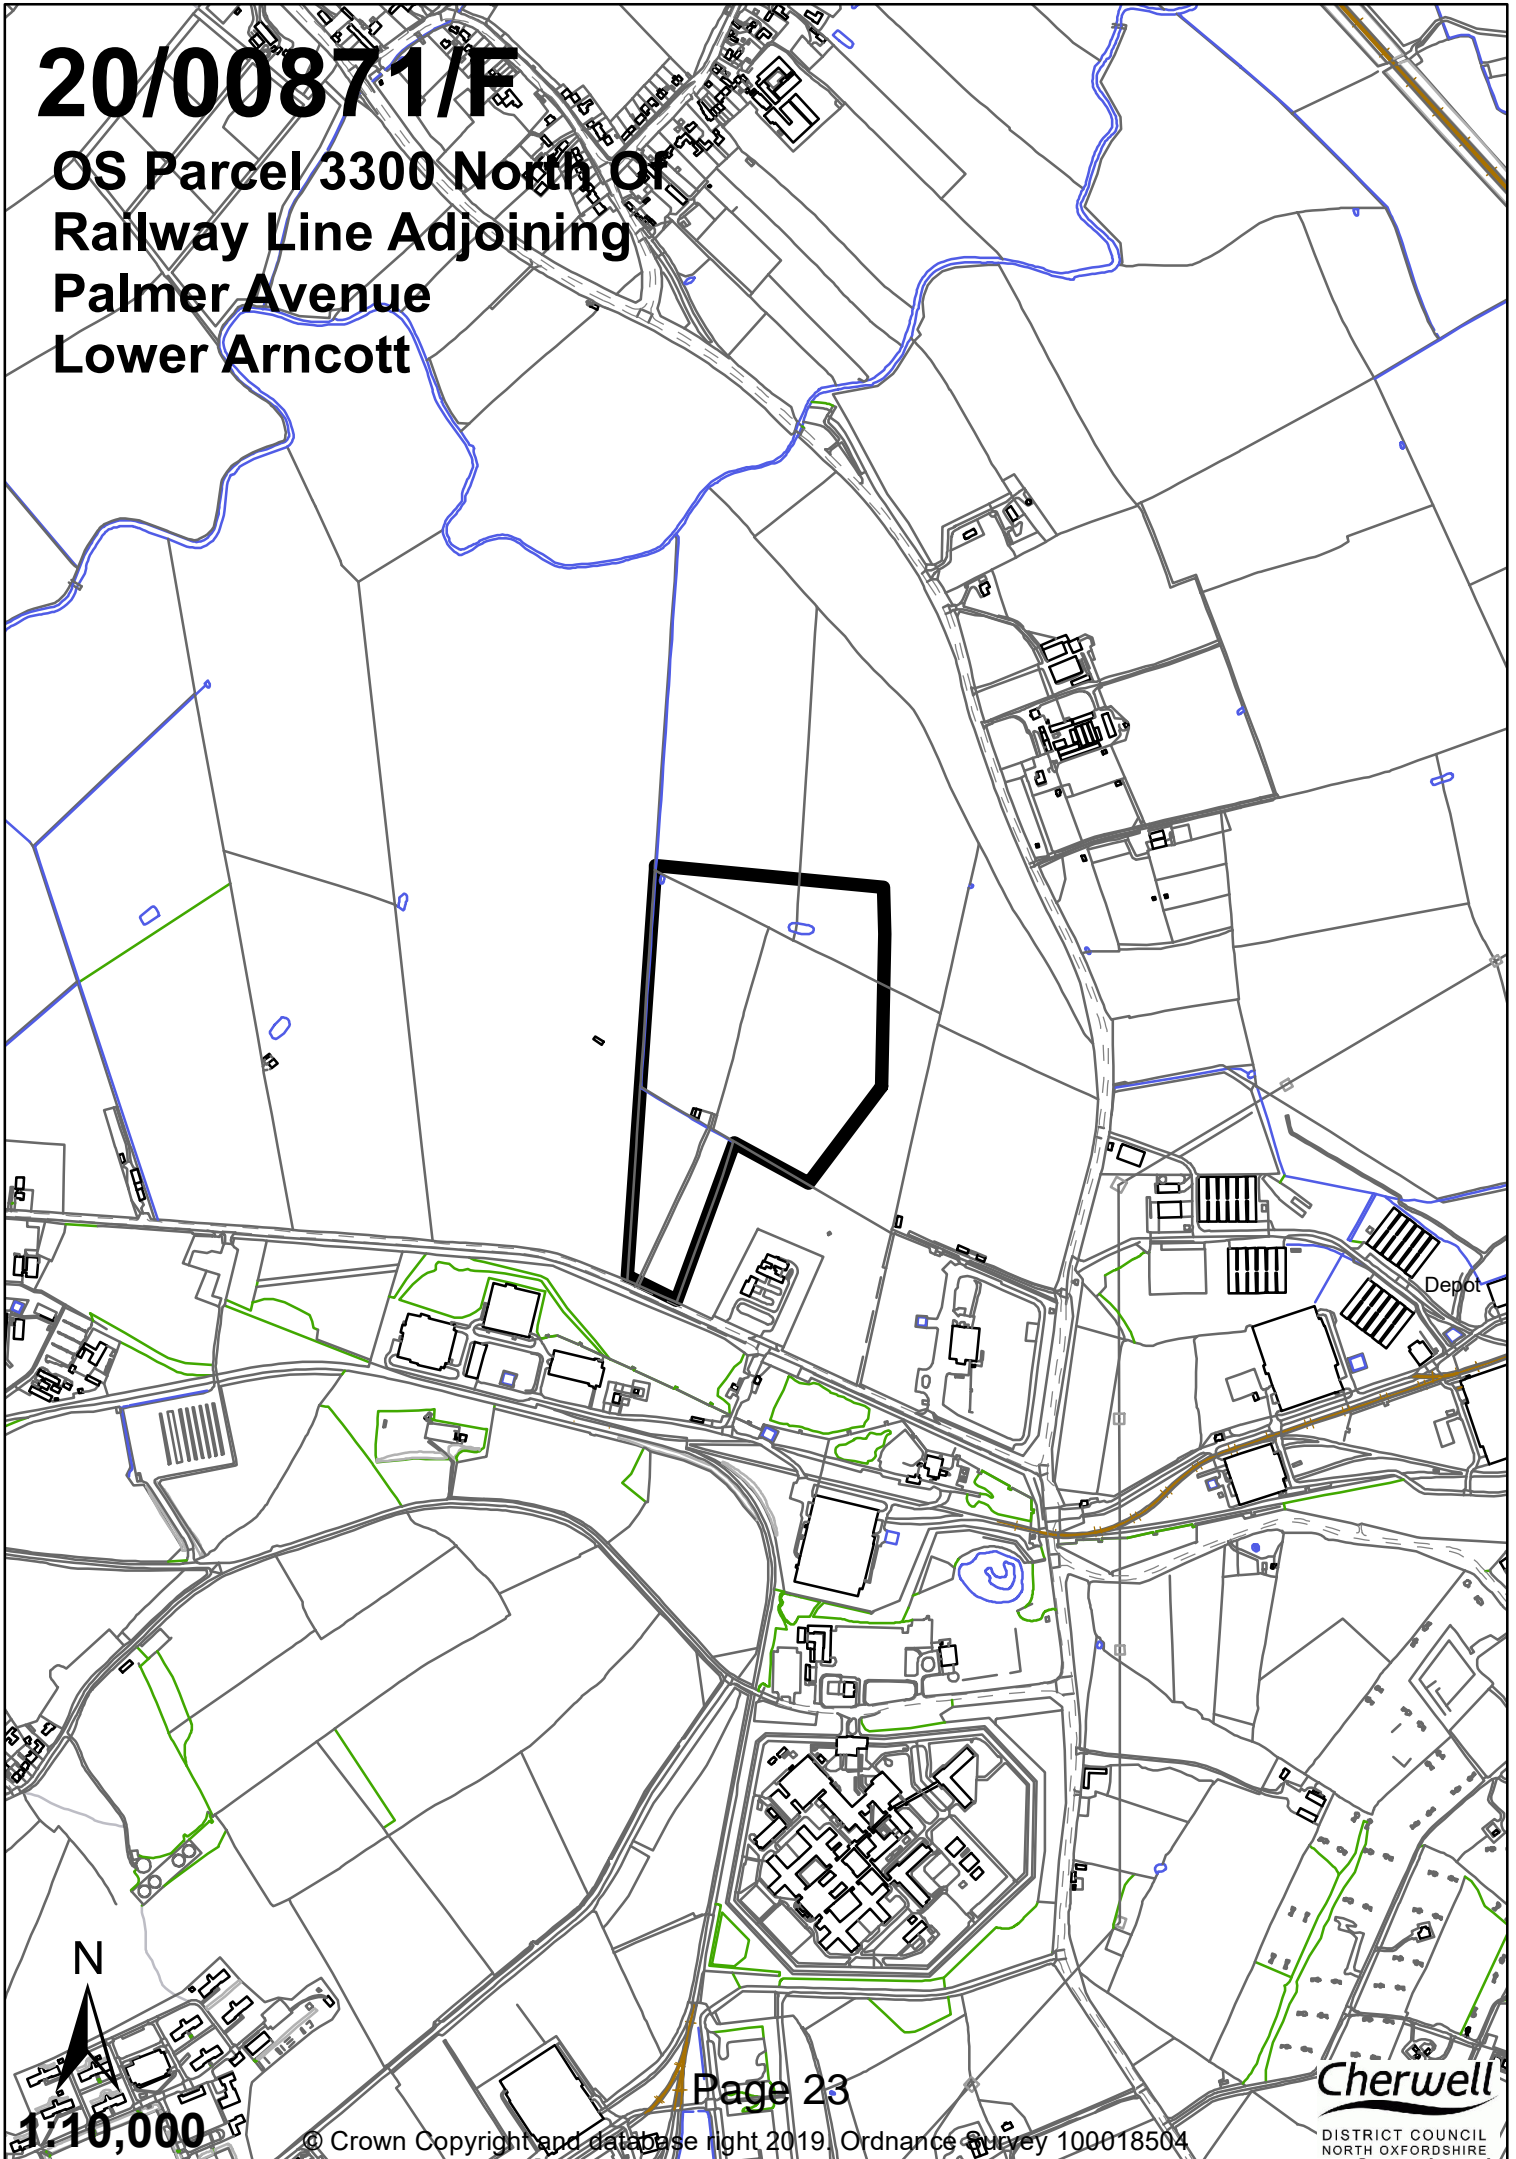 20/00871/F
OS Parcel 3300 North Of
Railway Line Adjoining
Palmer Avenue
Lower Arncott
Depot
N
1:10,000
Page 23
© Crown Copyright and database right 2019. Ordnance Survey 100018504
Cherwell
DISTRICT COUNCIL
NORTH OXFORDSHIRE